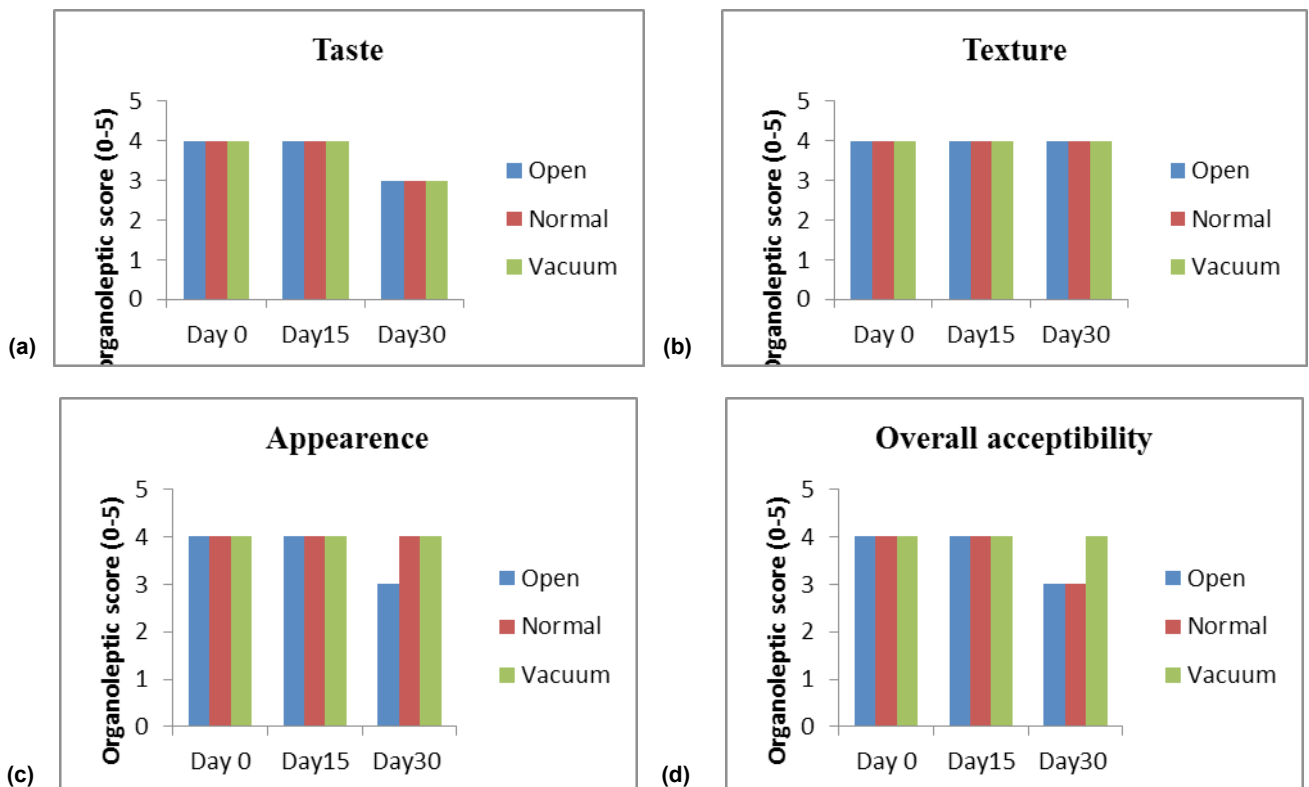 Taste
Organoleptic score (0-5)
5
4
3
2
1
0
Day 0 Day15 Day30
Open
Normal
Vacuum
(a)
Texture
Organoleptic score (0-5)
5
4
3
2
1
0
Day 0 Day15 Day30
Open
Normal
Vacuum
(b)
Appearence
Organoleptic score (0-5)
5
4
3
2
1
0
Day 0 Day15 Day30
Open
Normal
Vacuum
(c)
Overall acceptibility
Organoleptic score (0-5)
5
4
3
2
1
0
Day 0 Day15 Day30
Open
Normal
Vacuum
(d)